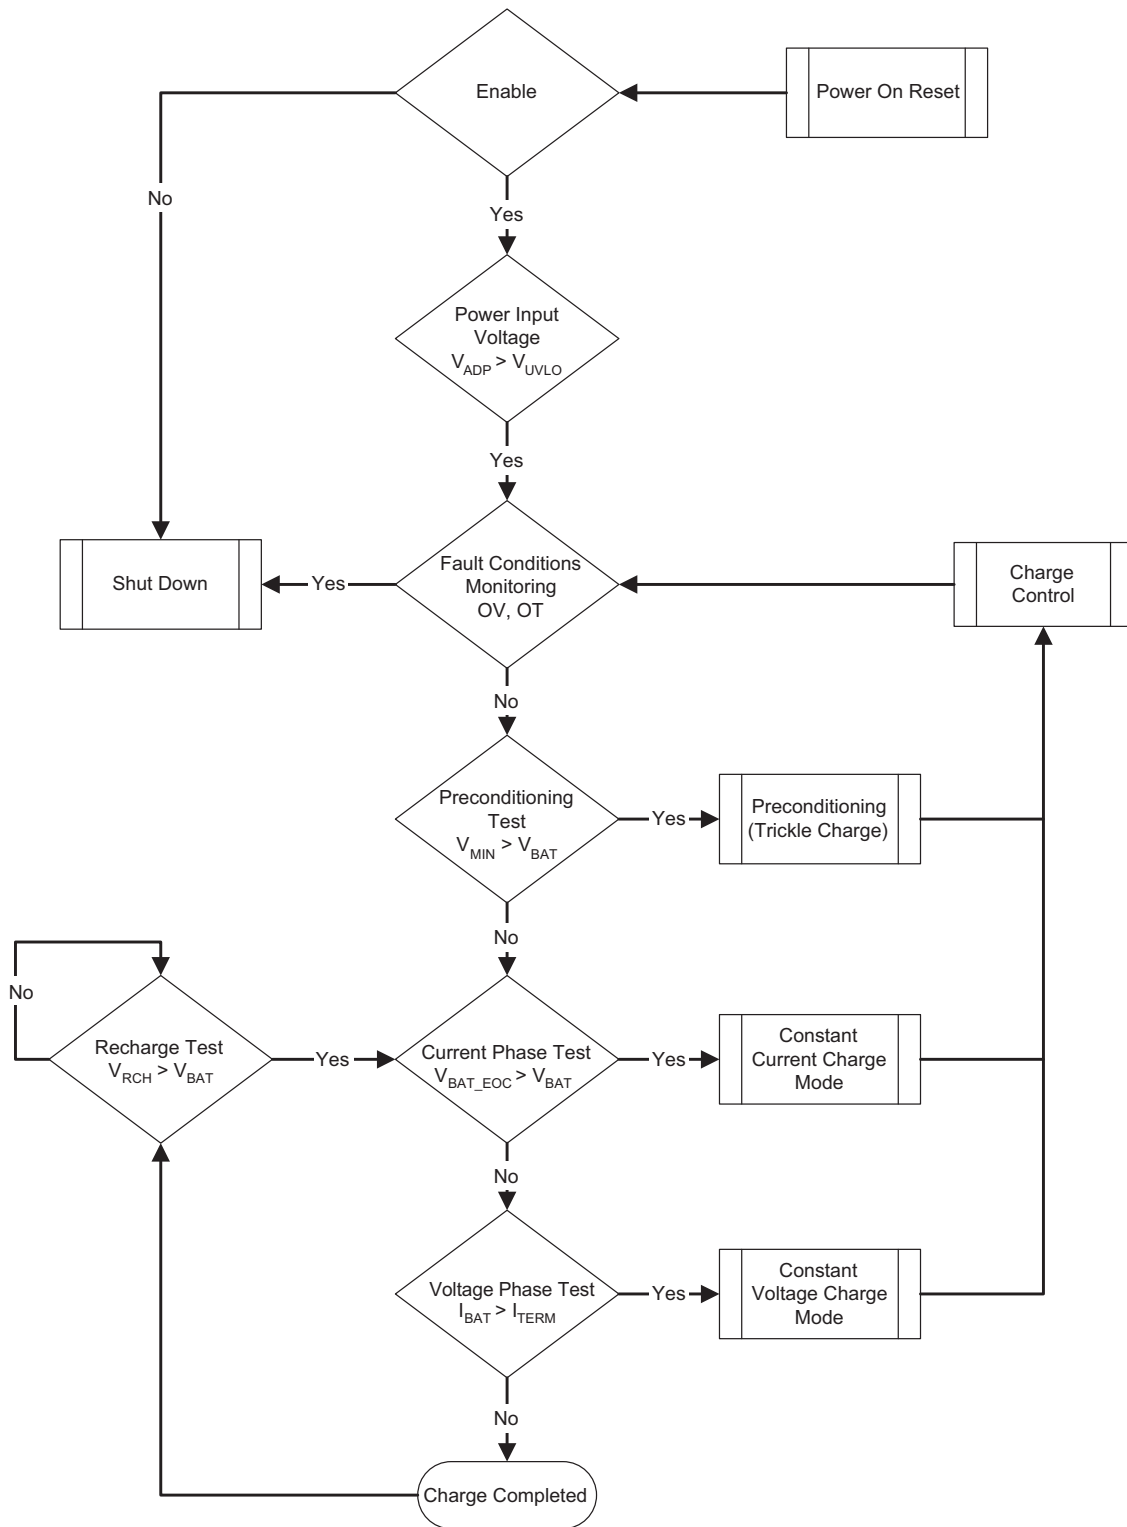 Enable
Power On Reset
No
Yes
Power Input
Voltage
V_ADP > V_UVLO
Yes
Shut Down
Yes
Fault Conditions
Monitoring
OV, OT
Charge
Control
No
Preconditioning
Test
V_MIN > V_BAT
Yes
Preconditioning
(Trickle Charge)
No
No
Recharge Test
V_RCH > V_BAT
Yes
Current Phase Test
V_BAT_EOC > V_BAT
Yes
Constant
Current Charge
Mode
No
Voltage Phase Test
I_BAT > I_TERM
Yes
Constant
Voltage Charge
Mode
No
Charge Completed